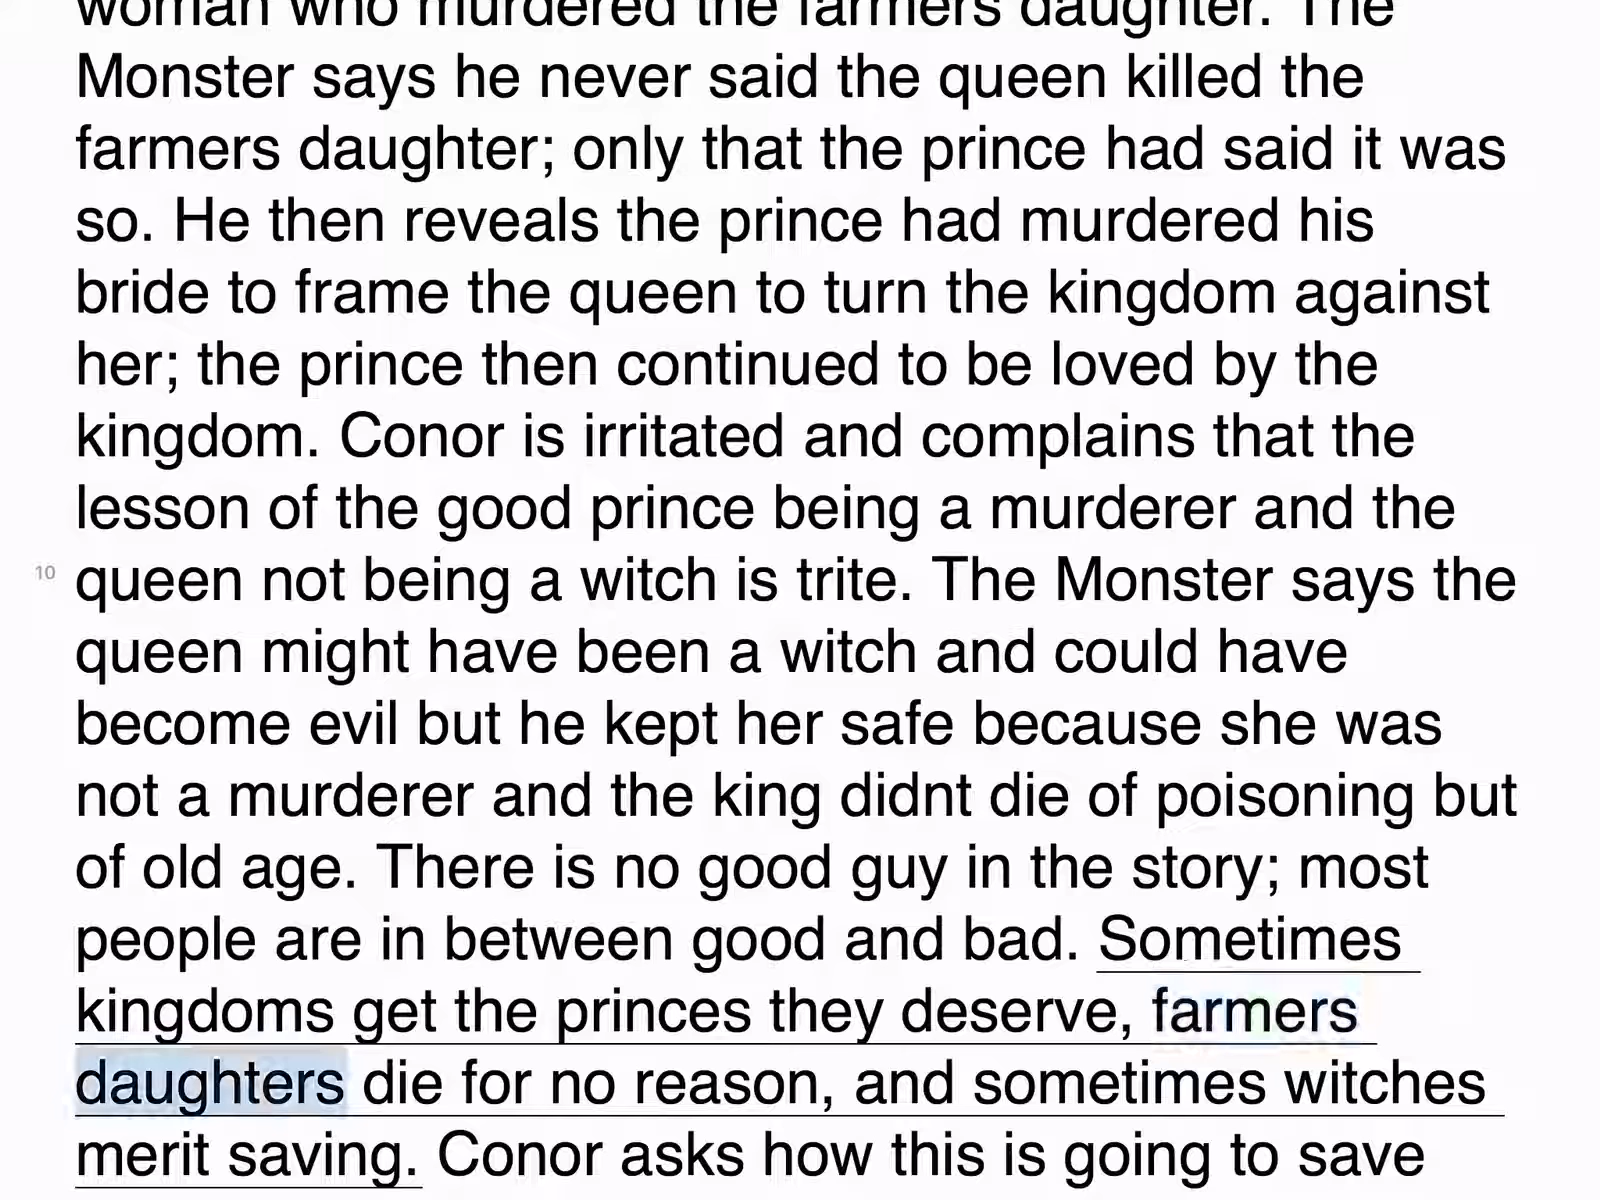 woman who murdered the farmers daughter. The
Monster says he never said the queen killed the
farmers daughter; only that the prince had said it was
so. He then reveals the prince had murdered his
bride to frame the queen to turn the kingdom against
her; the prince then continued to be loved by the
kingdom. Conor is irritated and complains that the
lesson of the good prince being a murderer and the
10 queen not being a witch is trite. The Monster says the
queen might have been a witch and could have
become evil but he kept her safe because she was
not a murderer and the king didnt die of poisoning but
of old age. There is no good guy in the story; most
people are in between good and bad. Sometimes
kingdoms get the princes they deserve, farmers
daughters die for no reason, and sometimes witches
merit saving. Conor asks how this is going to save